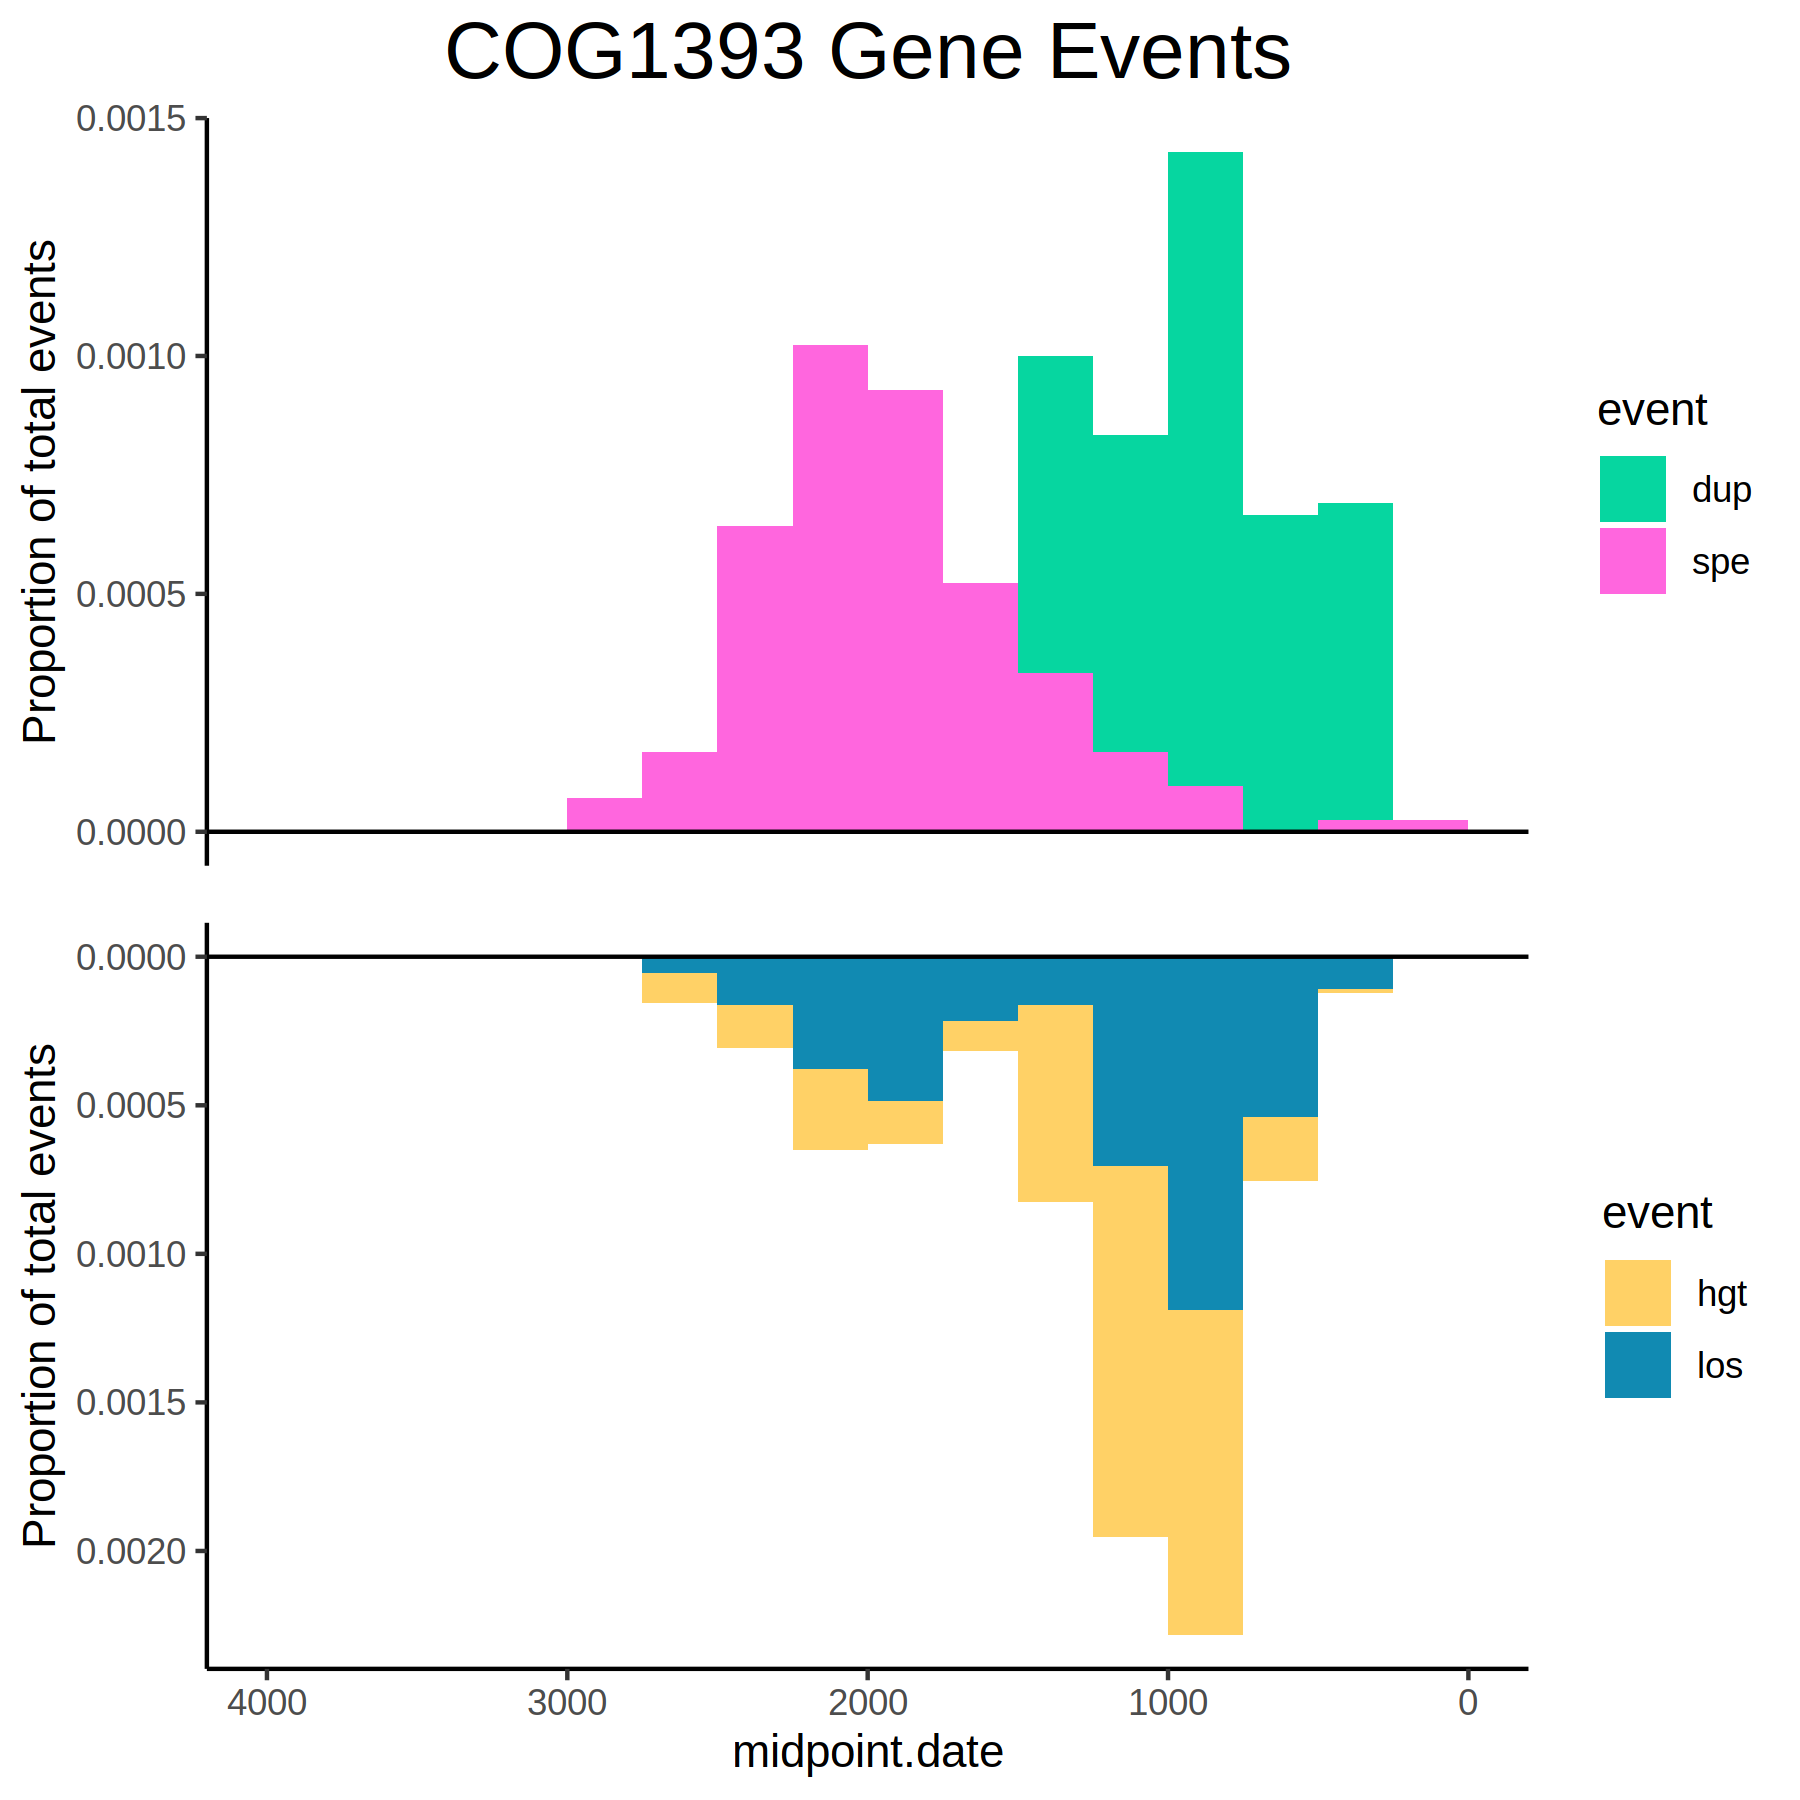 COG1393 Gene Events
0.0015
0.0010
0.0005
0.0000
Proportion of total events
event
dup
spe
0.0000
0.0005
0.0010
0.0015
0.0020
Proportion of total events
event
hgt
los
4000 3000 2000 1000 0
midpoint.date